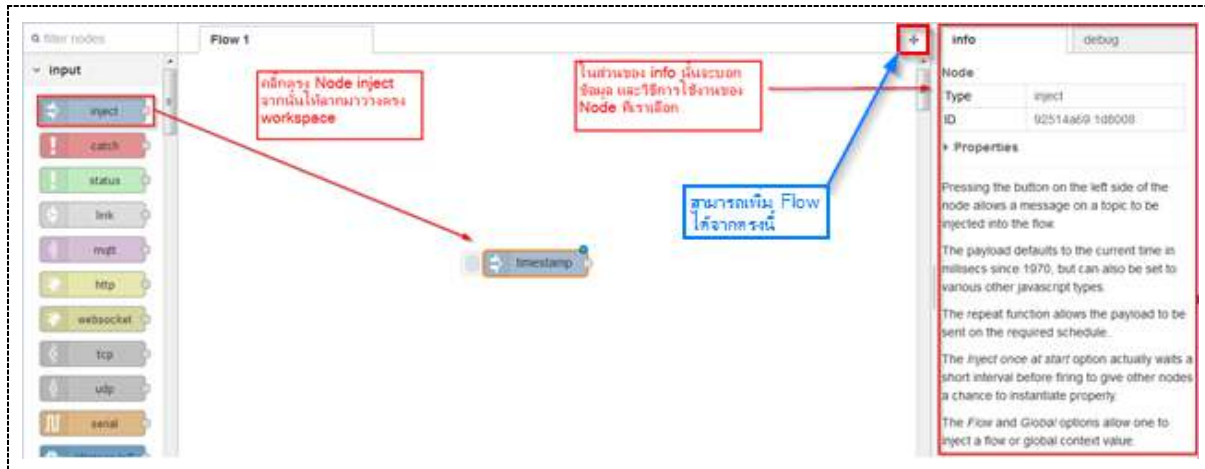 filter nodes
input
inject
catch
status
link
mqtt
http
websocket
tcp
udp
serial
Flow 1
คลิกตรง Node inject
จากนั้นให้ลากมาวางตรง
workspace
ในส่วนของ info นั้นจะบอก
ข้อมูล และวิธีการใช้งานของ
Node ที่เราเลือก
สามารถเพิ่ม Flow
ได้จากตรงนี้
timestamp
info
debug
Node
Type inject
ID 92514a69.1d8008
Properties
Pressing the button on the left side of the
node allows a message on a topic to be
injected into the flow.
The payload defaults to the current time in
millisecs since 1970, but can also be set to
various other javascript types.
The repeat function allows the payload to be
sent on the required schedule.
The Inject once at start option actually waits a
short interval before firing to give other nodes
a chance to instantiate properly.
The Flow and Global options allow one to
inject a flow or global context value.